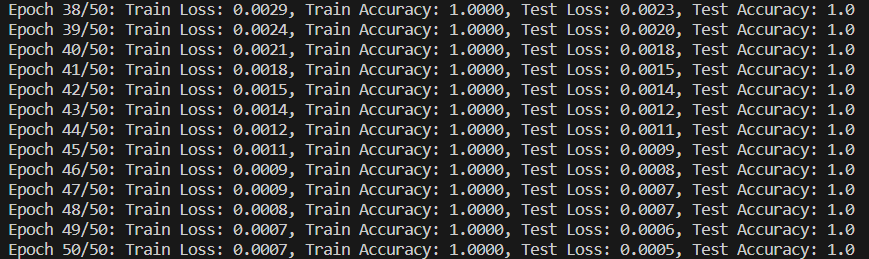 Epoch 38/50: Train Loss: 0.0029, Train Accuracy: 1.0000, Test Loss: 0.0023, Test Accuracy: 1.0
Epoch 39/50: Train Loss: 0.0024, Train Accuracy: 1.0000, Test Loss: 0.0020, Test Accuracy: 1.0
Epoch 40/50: Train Loss: 0.0021, Train Accuracy: 1.0000, Test Loss: 0.0018, Test Accuracy: 1.0
Epoch 41/50: Train Loss: 0.0018, Train Accuracy: 1.0000, Test Loss: 0.0015, Test Accuracy: 1.0
Epoch 42/50: Train Loss: 0.0015, Train Accuracy: 1.0000, Test Loss: 0.0014, Test Accuracy: 1.0
Epoch 43/50: Train Loss: 0.0014, Train Accuracy: 1.0000, Test Loss: 0.0012, Test Accuracy: 1.0
Epoch 44/50: Train Loss: 0.0012, Train Accuracy: 1.0000, Test Loss: 0.0011, Test Accuracy: 1.0
Epoch 45/50: Train Loss: 0.0011, Train Accuracy: 1.0000, Test Loss: 0.0009, Test Accuracy: 1.0
Epoch 46/50: Train Loss: 0.0009, Train Accuracy: 1.0000, Test Loss: 0.0008, Test Accuracy: 1.0
Epoch 47/50: Train Loss: 0.0009, Train Accuracy: 1.0000, Test Loss: 0.0007, Test Accuracy: 1.0
Epoch 48/50: Train Loss: 0.0008, Train Accuracy: 1.0000, Test Loss: 0.0007, Test Accuracy: 1.0
Epoch 49/50: Train Loss: 0.0007, Train Accuracy: 1.0000, Test Loss: 0.0006, Test Accuracy: 1.0
Epoch 50/50: Train Loss: 0.0007, Train Accuracy: 1.0000, Test Loss: 0.0005, Test Accuracy: 1.0